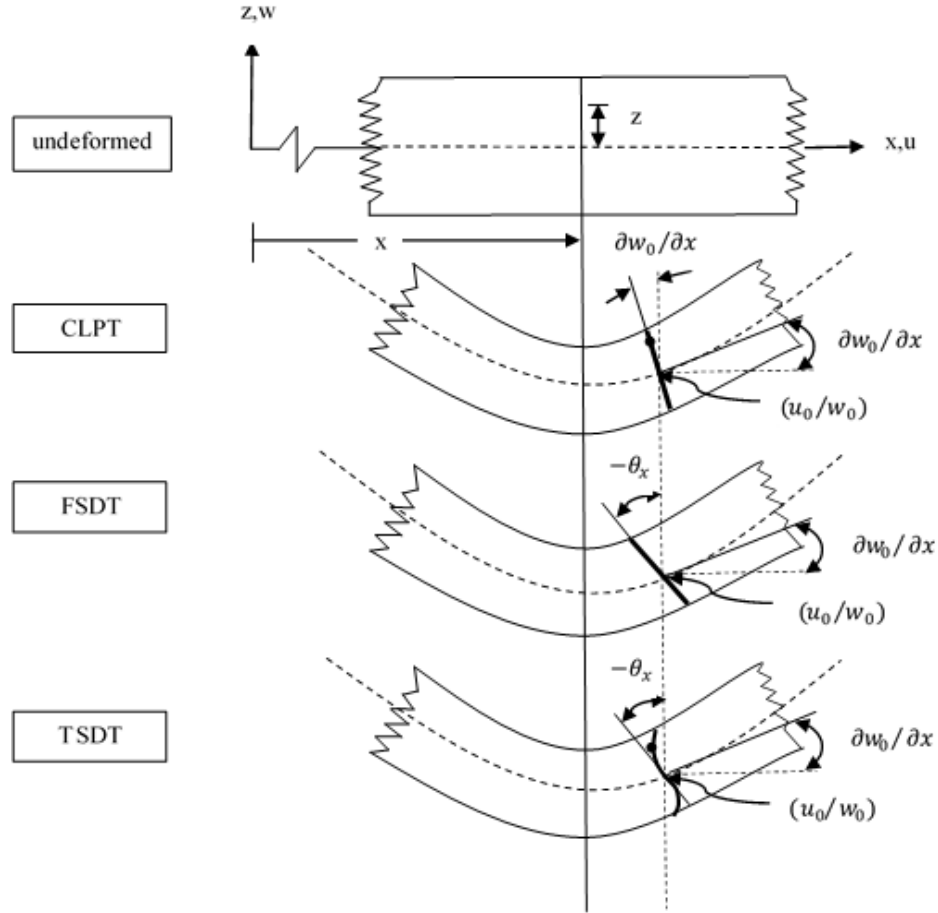 z,w
undeformed
z
x,u
x
∂w₀/∂x
CLPT
∂w₀/∂x
(u₀/w₀)
−θₓ
FSDT
∂w₀/∂x
(u₀/w₀)
−θₓ
TSDT
∂w₀/∂x
(u₀/w₀)